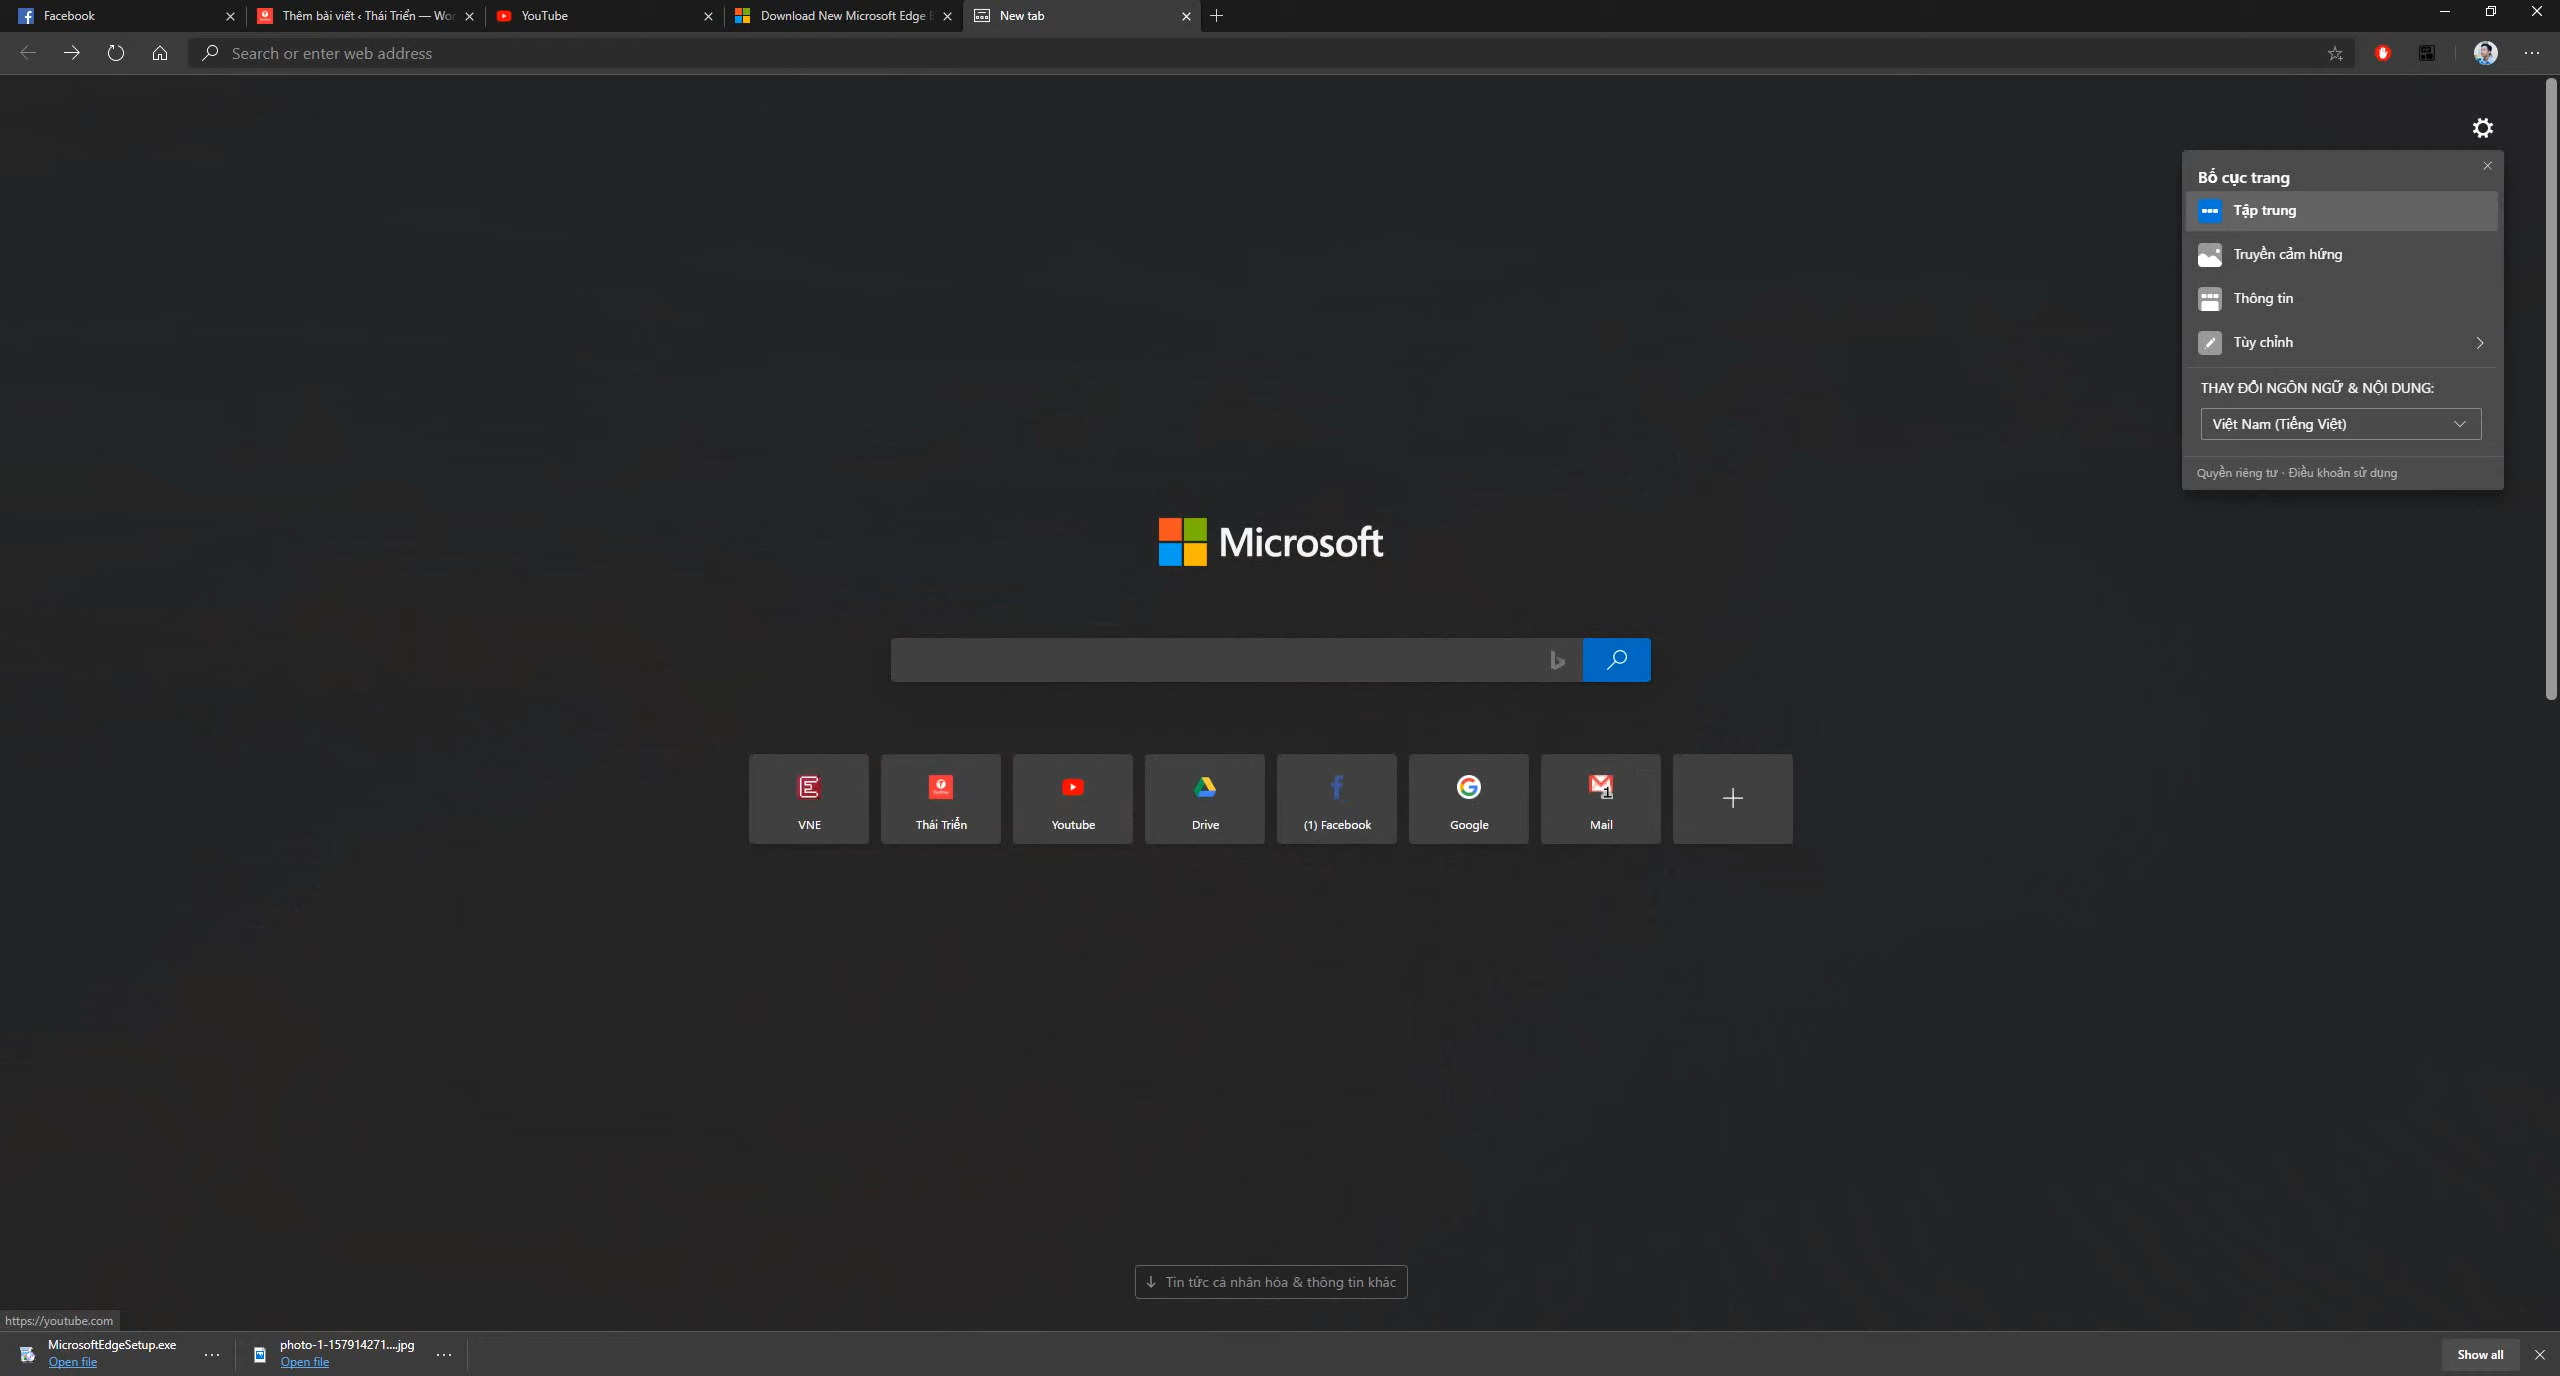 Facebook
Thêm bài viết ‹ Thái Triển — Wor
YouTube
Download New Microsoft Edge
New tab
Search or enter web address
Bố cục trang
Tập trung
Truyền cảm hứng
Thông tin
Tùy chỉnh
THAY ĐỔI NGÔN NGỮ & NỘI DUNG:
Việt Nam (Tiếng Việt)
Quyền riêng tư · Điều khoản sử dụng
Microsoft
VNE
Thái Triển
Youtube
Drive
(1) Facebook
Google
1
Mail
Tin tức cá nhân hóa & thông tin khác
https://youtube.com
MicrosoftEdgeSetup.exe
Open file
photo-1-157914271....jpg
Open file
Show all